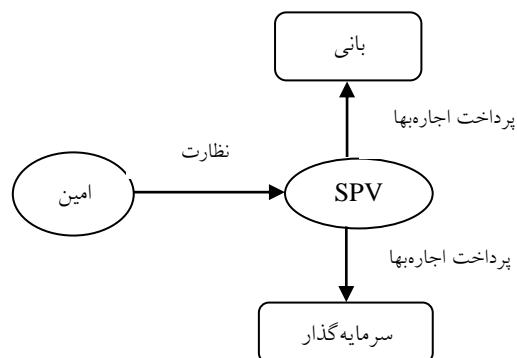 بانی
پرداخت اجاره‌بها
نظارت
امین
SPV
پرداخت اجاره‌بها
سرمایه‌گذار